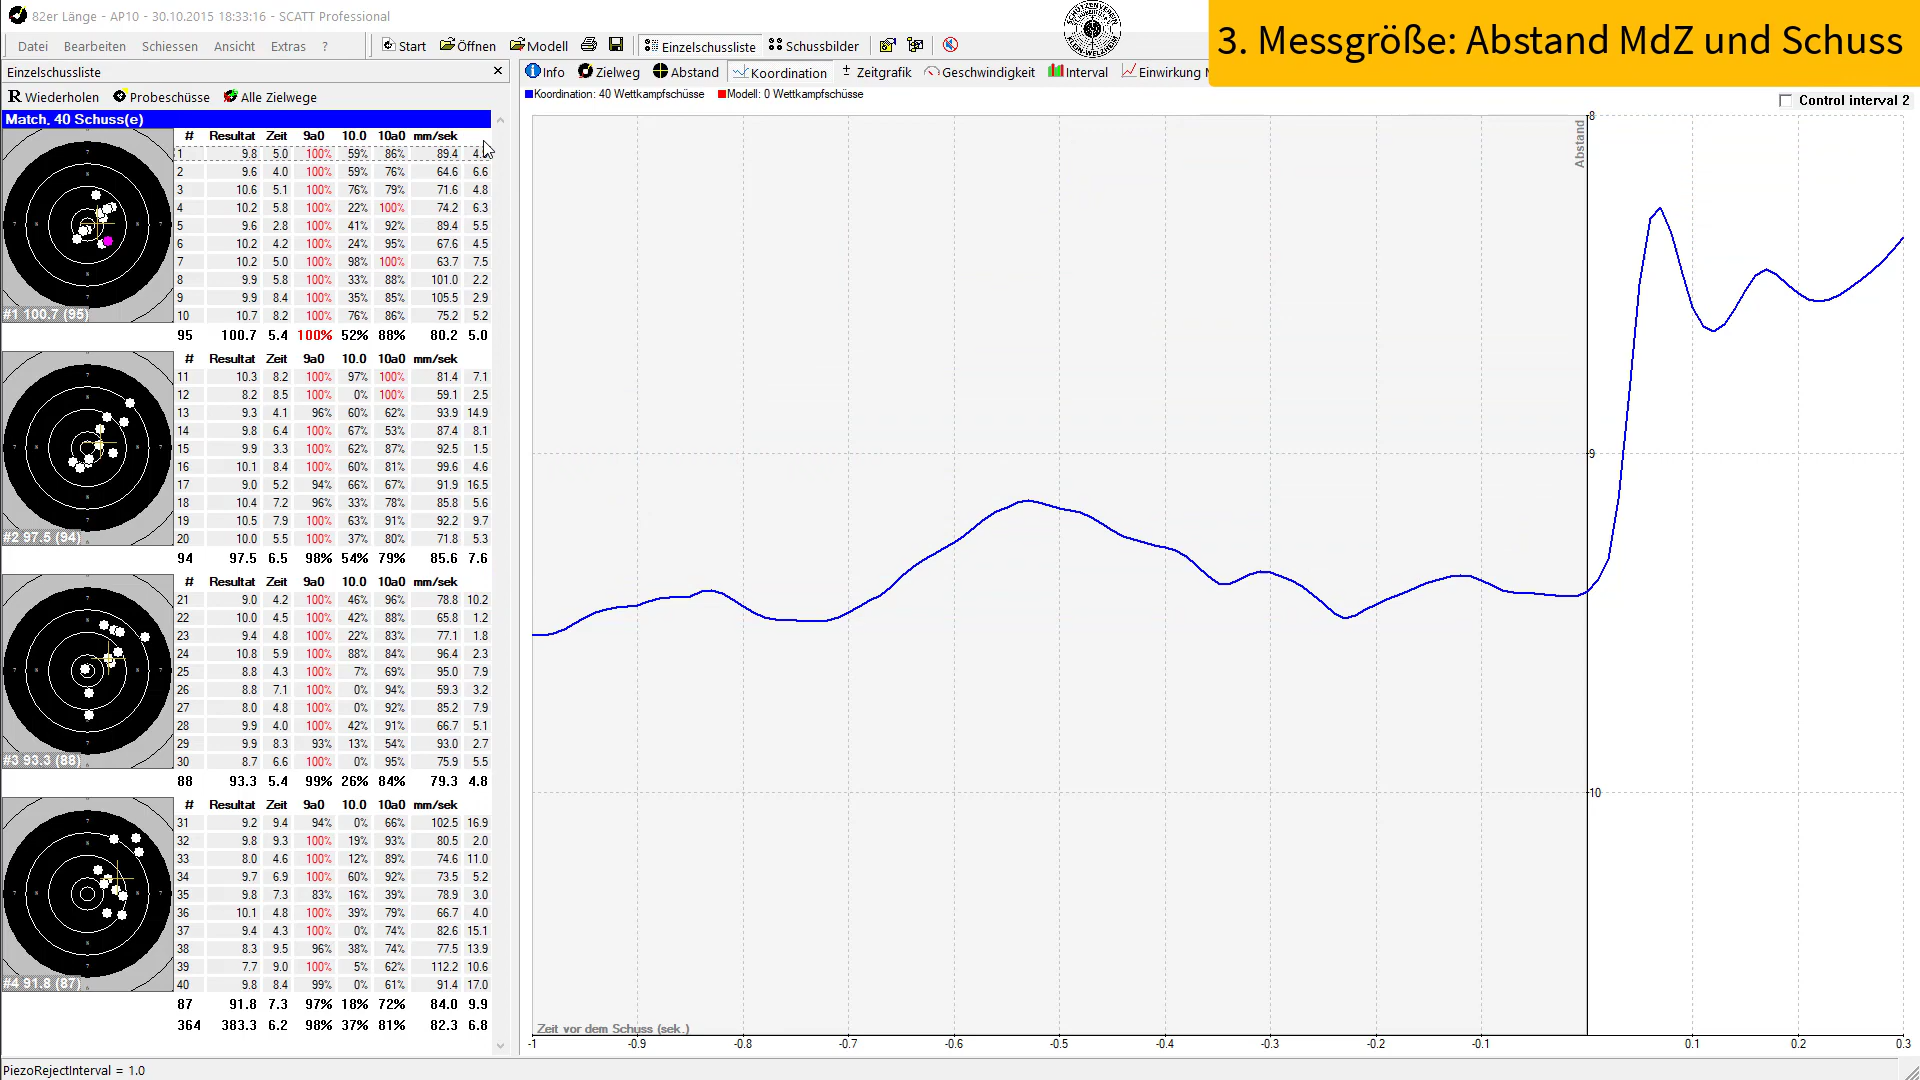 82er Länge - AP10 - 30.10.2015 18:33:16 - SCATT Professional
3. Messgröße: Abstand MdZ und Schuss
Datei Bearbeiten Schiessen Ansicht Extras ? Start Öffnen Modell Einzelschussliste Schussbilder
Einzelschussliste
Info Zielweg Abstand Koordination Zeitgrafik Geschwindigkeit Interval Einwirkung
R Wiederholen Probeschüsse Alle Zielwege
Koordination: 40 Wettkampfschüsse Modell: 0 Wettkampfschüsse
Control interval 2
Match, 40 Schuss(e)
# Resultat Zeit 9a0 10.0 10a0 mm/sek
1 9.8 5.0 100% 59% 86% 89.4
2 9.6 4.0 100% 59% 76% 64.6 6.6
3 10.6 5.1 100% 76% 79% 71.6 4.8
4 10.2 5.8 100% 22% 100% 74.2 6.3
5 9.6 2.8 100% 41% 92% 89.4 5.5
6 10.2 4.2 100% 24% 95% 67.6 4.5
7 10.2 5.0 100% 98% 100% 63.7 7.5
8 9.9 5.8 100% 33% 88% 101.0 2.2
9 9.9 8.4 100% 35% 85% 105.5 2.9
10 10.7 8.2 100% 76% 86% 75.2 5.2
#1 100.7 (95)
95 100.7 5.4 100% 52% 88% 80.2 5.0
# Resultat Zeit 9a0 10.0 10a0 mm/sek
11 10.3 8.2 100% 97% 100% 81.4 7.1
12 8.2 8.5 100% 0% 100% 59.1 2.5
13 9.3 4.1 96% 60% 62% 93.9 14.9
14 9.8 6.4 100% 67% 53% 87.4 8.1
15 9.9 3.3 100% 62% 87% 92.5 1.5
16 10.1 8.4 100% 60% 81% 99.6 4.6
17 9.0 5.2 94% 66% 67% 91.9 16.5
18 10.4 7.2 96% 33% 78% 85.8 5.6
19 10.5 7.9 100% 63% 91% 92.2 9.7
20 10.0 5.5 100% 37% 80% 71.8 5.3
#2 97.5 (94)
94 97.5 6.5 98% 54% 79% 85.6 7.6
# Resultat Zeit 9a0 10.0 10a0 mm/sek
21 9.0 4.2 100% 46% 96% 78.8 10.2
22 10.0 4.5 100% 42% 88% 65.8 1.2
23 9.4 4.8 100% 22% 83% 77.1 1.8
24 10.8 5.9 100% 88% 84% 96.4 2.3
25 8.8 4.3 100% 7% 69% 95.0 7.9
26 8.8 7.1 100% 0% 94% 59.3 3.2
27 8.0 4.8 100% 0% 92% 85.2 7.9
28 9.9 4.0 100% 42% 91% 66.7 5.1
29 9.9 8.3 93% 13% 54% 93.0 2.7
30 8.7 6.6 100% 0% 95% 75.9 5.5
#3 93.3 (88)
88 93.3 5.4 99% 26% 84% 79.3 4.8
# Resultat Zeit 9a0 10.0 10a0 mm/sek
31 9.2 9.4 94% 0% 66% 102.5 16.9
32 9.8 9.3 100% 19% 93% 80.5 2.0
33 8.0 4.6 100% 12% 89% 74.6 11.0
34 9.7 6.9 100% 60% 92% 73.5 5.2
35 9.8 7.3 83% 16% 39% 78.9 3.0
36 10.1 4.8 100% 39% 79% 66.7 4.0
37 9.4 4.3 100% 0% 74% 82.6 15.1
38 8.3 9.5 96% 38% 74% 77.5 13.9
39 7.7 9.0 100% 5% 62% 112.2 10.6
40 9.8 8.4 99% 0% 61% 91.4 17.0
#4 91.8 (87)
87 91.8 7.3 97% 18% 72% 84.0 9.9
364 383.3 6.2 98% 37% 81% 82.3 6.8
Abstand
8
9
10
Zeit vor dem Schuss (sek.)
-1 -0.9 -0.8 -0.7 -0.6 -0.5 -0.4 -0.3 -0.2 -0.1 0.1 0.2 0.3
PiezoRejectInterval = 1.0